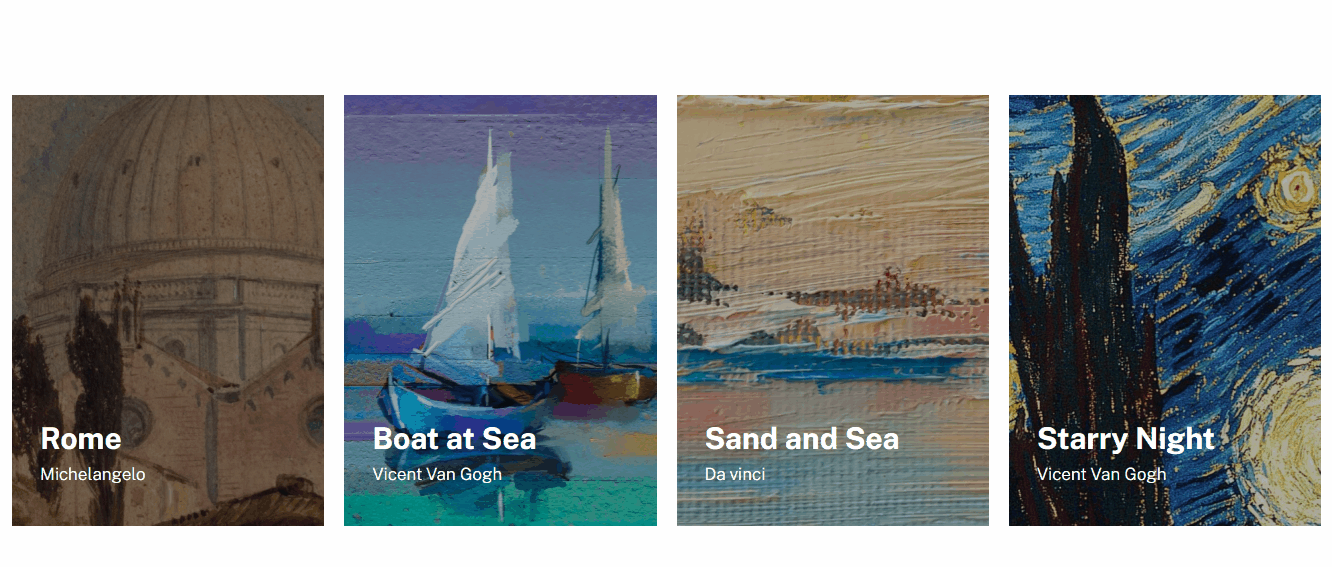 Rome
Michelangelo
Boat at Sea
Vicent Van Gogh
Sand and Sea
Da vinci
Starry Night
Vicent Van Gogh